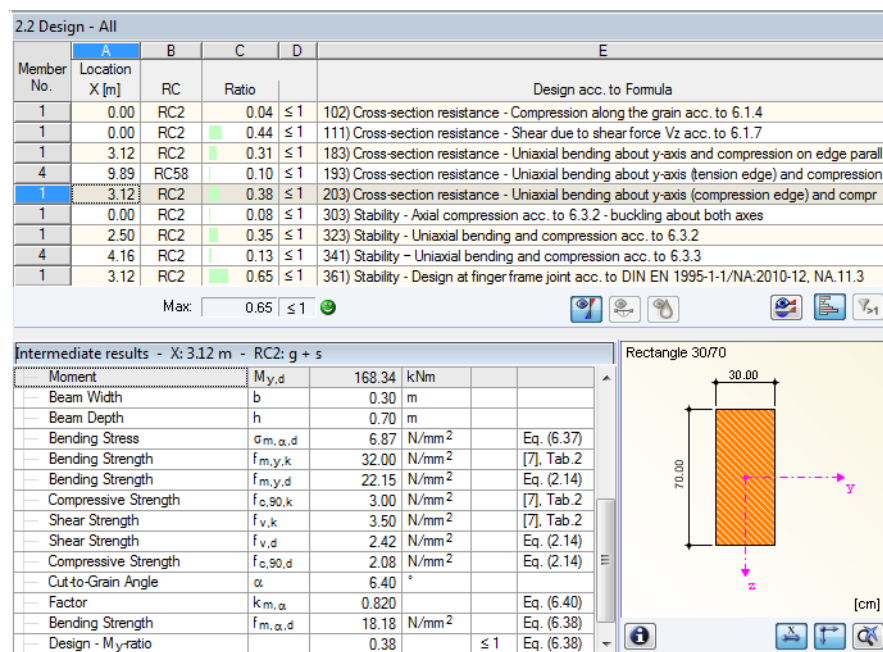 2.2 Design - All
A B C D E
Member No. Location X [m] RC Ratio Design acc. to Formula
1 0.00 RC2 0.04 ≤ 1 102) Cross-section resistance - Compression along the grain acc. to 6.1.4
1 0.00 RC2 0.44 ≤ 1 111) Cross-section resistance - Shear due to shear force Vz acc. to 6.1.7
1 3.12 RC2 0.31 ≤ 1 183) Cross-section resistance - Uniaxial bending about y-axis and compression on edge parall
4 9.89 RC58 0.10 ≤ 1 193) Cross-section resistance - Uniaxial bending about y-axis (tension edge) and compression
1 3.12 RC2 0.38 ≤ 1 203) Cross-section resistance - Uniaxial bending about y-axis (compression edge) and compr
1 0.00 RC2 0.08 ≤ 1 303) Stability - Axial compression acc. to 6.3.2 - buckling about both axes
1 2.50 RC2 0.35 ≤ 1 323) Stability - Uniaxial bending and compression acc. to 6.3.2
4 4.16 RC2 0.13 ≤ 1 341) Stability – Uniaxial bending and compression acc. to 6.3.3
1 3.12 RC2 0.65 ≤ 1 361) Stability - Design at finger frame joint acc. to DIN EN 1995-1-1/NA:2010-12, NA.11.3
Max: 0.65 ≤ 1
>1
Intermediate results - X: 3.12 m - RC2: g + s
Moment My,d 168.34 kNm
Beam Width b 0.30 m
Beam Depth h 0.70 m
Bending Stress σm,α,d 6.87 N/mm2 Eq. (6.37)
Bending Strength fm,y,k 32.00 N/mm2 [7], Tab.2
Bending Strength fm,y,d 22.15 N/mm2 Eq. (2.14)
Compressive Strength fc,90,k 3.00 N/mm2 [7], Tab.2
Shear Strength fv,k 3.50 N/mm2 [7], Tab.2
Shear Strength fv,d 2.42 N/mm2 Eq. (2.14)
Compressive Strength fc,90,d 2.08 N/mm2 Eq. (2.14)
Cut-to-Grain Angle α 6.40 °
Factor km,α 0.820 Eq. (6.40)
Bending Strength fm,α,d 18.18 N/mm2 Eq. (6.38)
Design - My-ratio 0.38 ≤ 1 Eq. (6.38)
Rectangle 30/70
30.00
70.00
y
z
[cm]